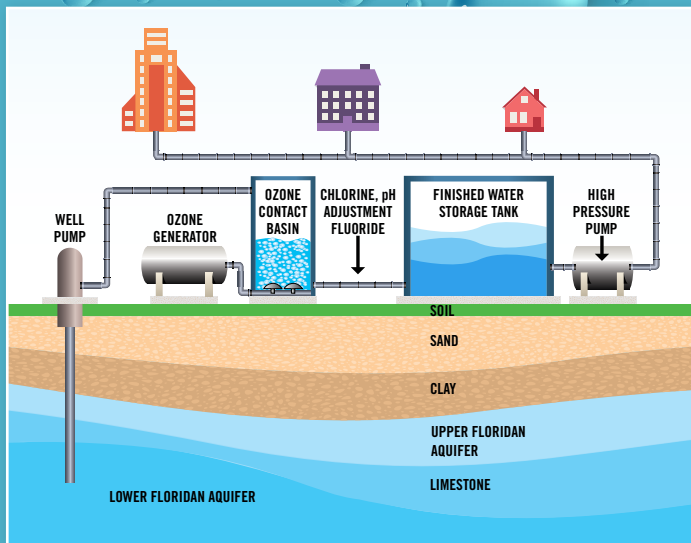 WELL
PUMP
OZONE
GENERATOR
OZONE
CONTACT
BASIN
CHLORINE, pH
ADJUSTMENT
FLUORIDE
FINISHED WATER
STORAGE TANK
HIGH
PRESSURE
PUMP
SOIL
SAND
CLAY
UPPER FLORIDAN
AQUIFER
LIMESTONE
LOWER FLORIDAN AQUIFER